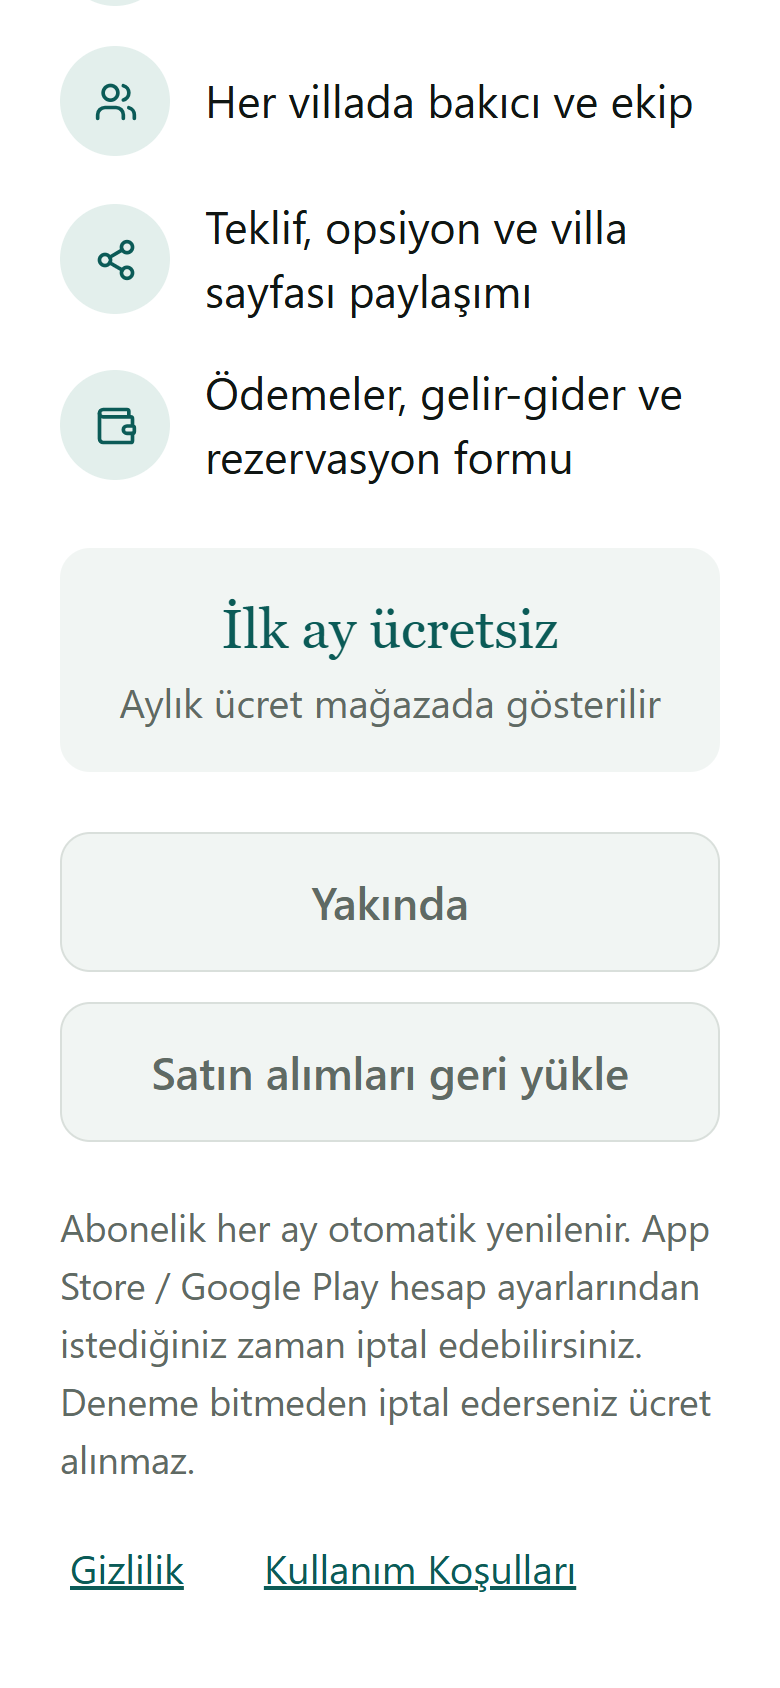 Her villada bakıcı ve ekip
Teklif, opsiyon ve villa
sayfası paylaşımı
Ödemeler, gelir-gider ve
rezervasyon formu
İlk ay ücretsiz
Aylık ücret mağazada gösterilir
Yakında
Satın alımları geri yükle
Abonelik her ay otomatik yenilenir. App
Store / Google Play hesap ayarlarından
istediğiniz zaman iptal edebilirsiniz.
Deneme bitmeden iptal ederseniz ücret
alınmaz.
Gizlilik
Kullanım Koşulları